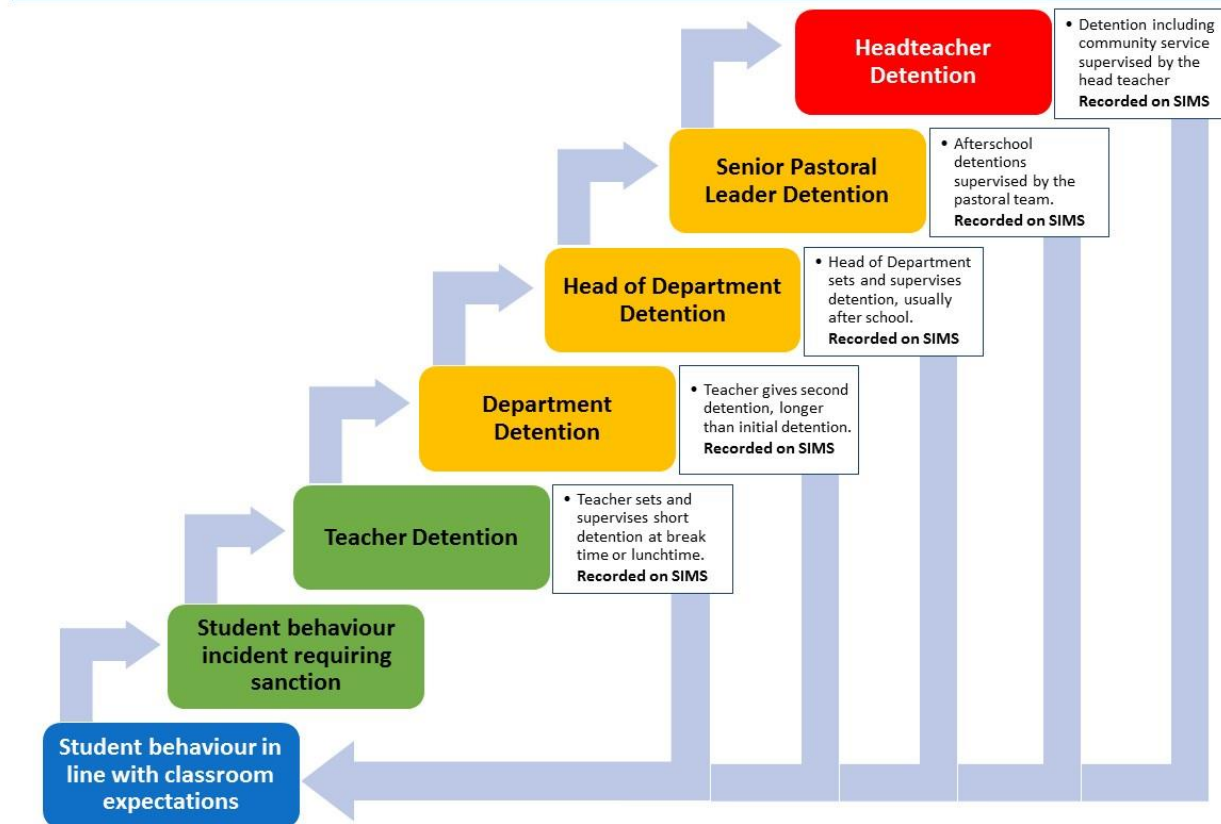 Headteacher
Detention
• Detention including
community service
supervised by the
head teacher
Recorded on SIMS
Senior Pastoral
Leader Detention
• Afterschool
detentions
supervised by the
pastoral team.
Recorded on SIMS
Head of Department
Detention
• Head of Department
sets and supervises
detention, usually
after school.
Recorded on SIMS
Department
Detention
• Teacher gives second
detention, longer
than initial detention.
Recorded on SIMS
Teacher Detention
• Teacher sets and
supervises short
detention at break
time or lunchtime.
Recorded on SIMS
Student behaviour
incident requiring
sanction
Student behaviour in
line with classroom
expectations